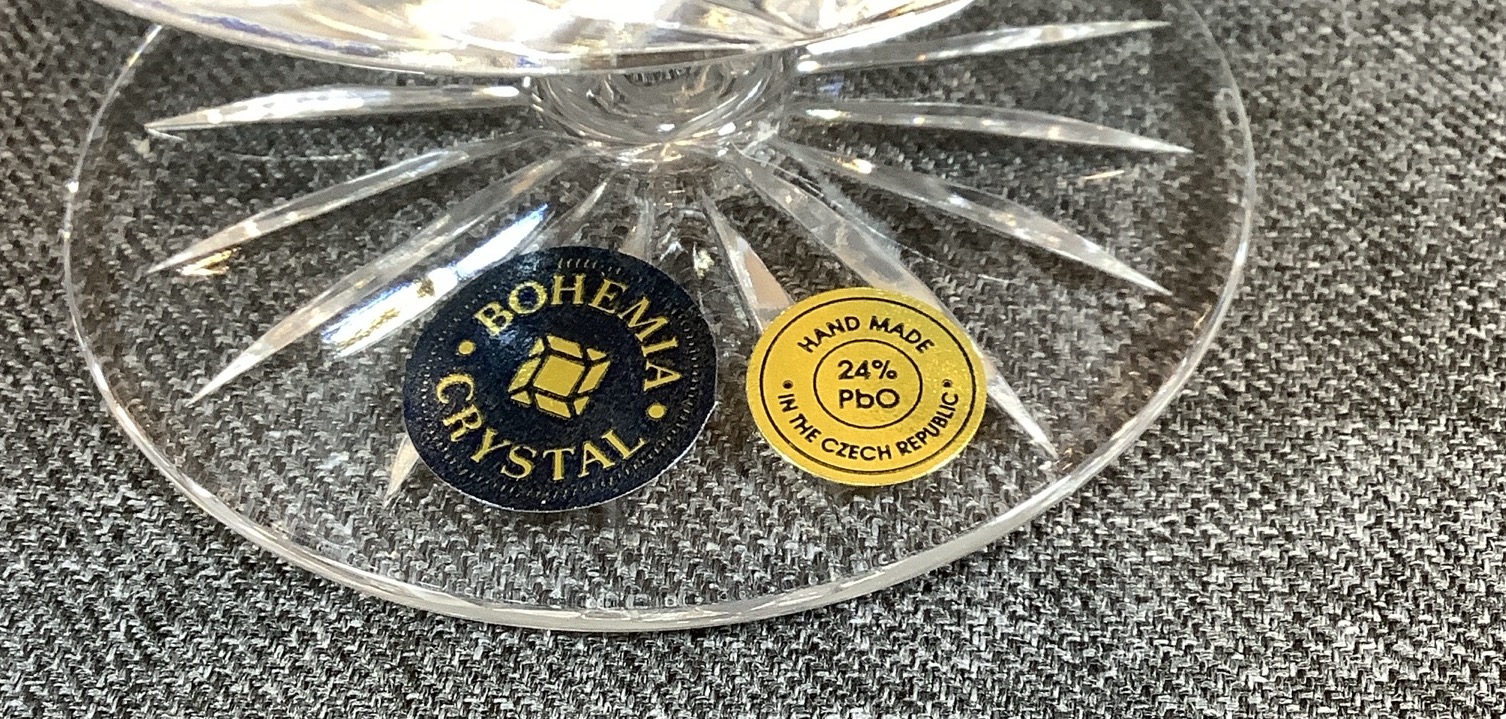 BOHEMIA
CRYSTAL
HAND MADE
24%
PbO
IN THE CZECH REPUBLIC